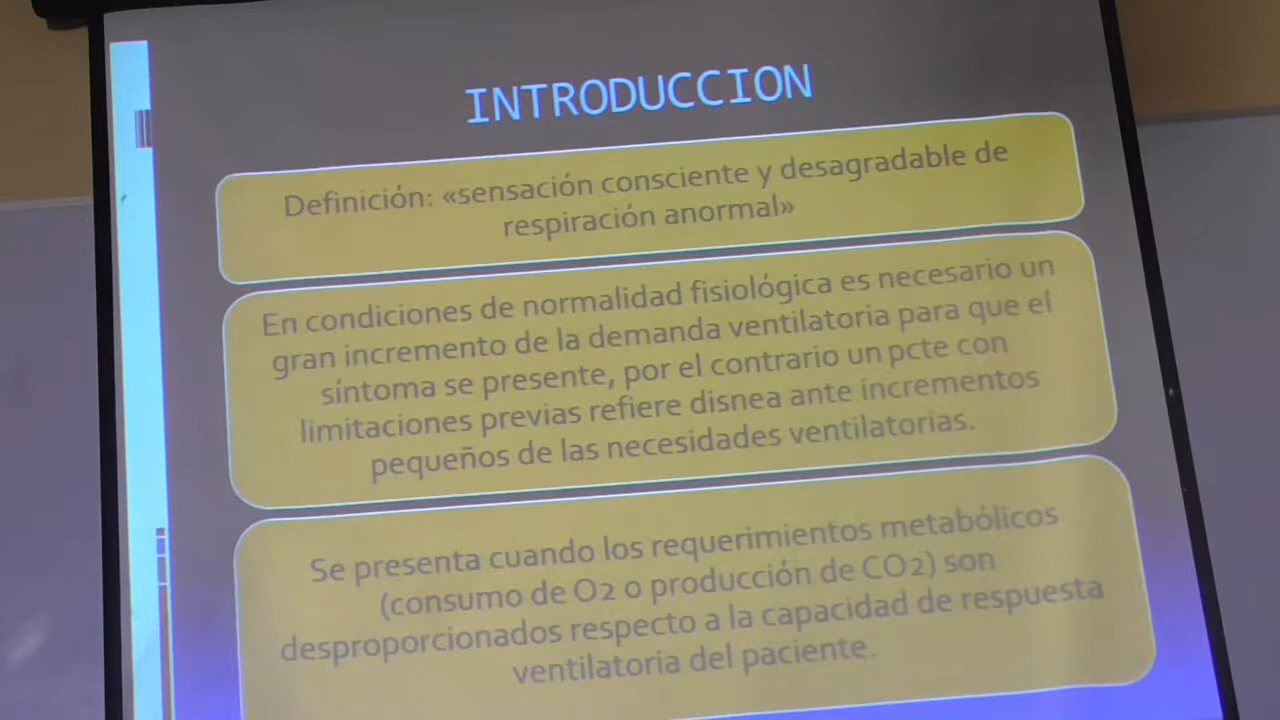 INTRODUCCION
Definición: «sensación consciente y desagradable de
respiración anormal»
En condiciones de normalidad fisiológica es necesario un
gran incremento de la demanda ventilatoria para que el
síntoma se presente, por el contrario un pcte con
limitaciones previas refiere disnea ante incrementos
pequeños de las necesidades ventilatorias.
Se presenta cuando los requerimientos metabólicos
(consumo de O2 o producción de CO2) son
desproporcionados respecto a la capacidad de respuesta
ventilatoria del paciente.